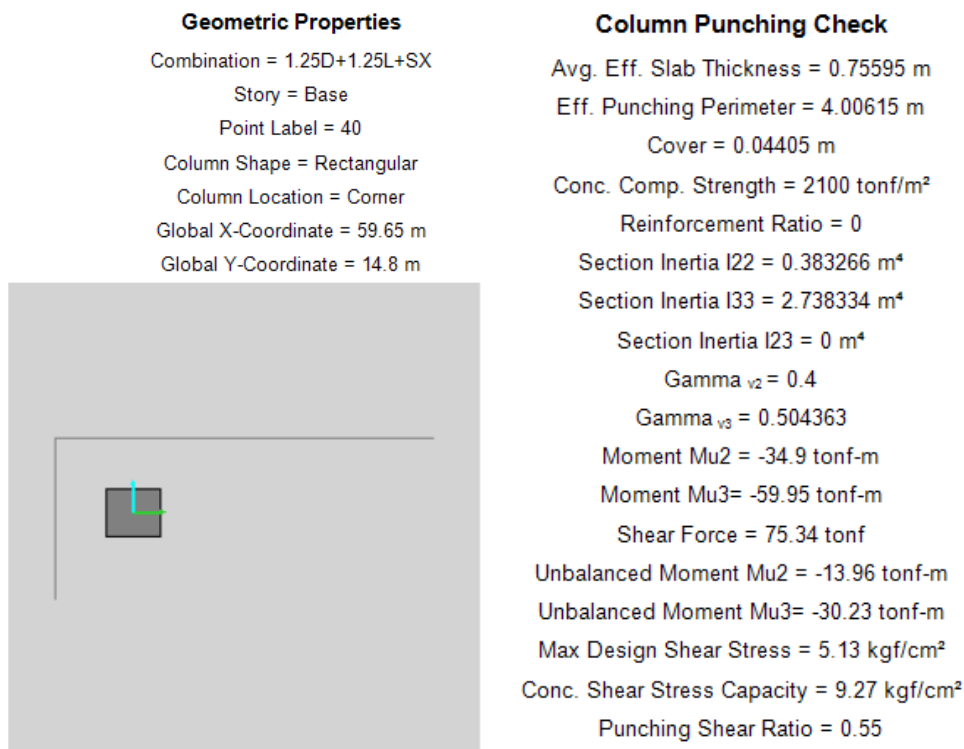 Geometric Properties
Combination = 1.25D+1.25L+SX
Story = Base
Point Label = 40
Column Shape = Rectangular
Column Location = Corner
Global X-Coordinate = 59.65 m
Global Y-Coordinate = 14.8 m
Column Punching Check
Avg. Eff. Slab Thickness = 0.75595 m
Eff. Punching Perimeter = 4.00615 m
Cover = 0.04405 m
Conc. Comp. Strength = 2100 tonf/m²
Reinforcement Ratio = 0
Section Inertia I22 = 0.383266 m⁴
Section Inertia I33 = 2.738334 m⁴
Section Inertia I23 = 0 m⁴
Gamma v2 = 0.4
Gamma v3 = 0.504363
Moment Mu2 = -34.9 tonf-m
Moment Mu3= -59.95 tonf-m
Shear Force = 75.34 tonf
Unbalanced Moment Mu2 = -13.96 tonf-m
Unbalanced Moment Mu3= -30.23 tonf-m
Max Design Shear Stress = 5.13 kgf/cm²
Conc. Shear Stress Capacity = 9.27 kgf/cm²
Punching Shear Ratio = 0.55